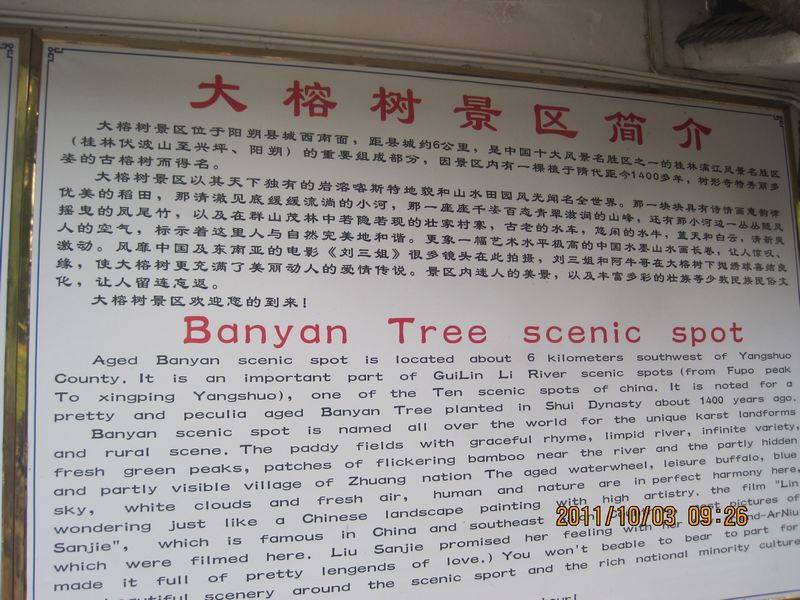 大榕树景区简介
大榕树景区位于阳朔县城西南面，距县城约6公里，是中国十大风景名胜区之一的桂林漓江风景名胜区
（桂林伏波山至兴坪、阳朔）的重要组成部分，因景区内有一棵植于隋代距今1400多年，树形奇特秀丽多
姿的古榕树而得名。
大榕树景区以其天下独有的岩溶喀斯特地貌和山水田园风光闻名全世界。那一块块具有诗情画意韵律
优美的稻田，那清澈见底缓缓流淌的小河，那一座座千姿百态青翠滋润的山峰，还有那小河边一丛丛随风
摇曳的凤尾竹，以及在群山茂林中若隐若现的壮家村寨，古老的水车，悠闲的水牛，蓝天和白云，清新爽
人的空气，标示着这里人与自然完美地和谐。更象一幅艺术水平极高的中国水墨山水画长卷，让人惊叹、
激动。风靡中国及东南亚的电影《刘三姐》很多镜头在此拍摄，刘三姐和阿牛哥在大榕树下抛绣球喜结良
缘，使大榕树更充满了美丽动人的爱情传说。景区内迷人的美景，以及丰富多彩的壮族等少数民族民俗文
化，让人留连忘返。
大榕树景区欢迎您的到来！
Banyan Tree scenic spot
Aged Banyan scenic spot is located about 6 kilometers southwest of Yangshuo
County. It is an important part of GuiLin Li River scenic spots (from Fupo peak
To xingping Yangshuo), one of the Ten scenic spots of china. It is noted for a
pretty and peculia aged Banyan Tree planted in Shui Dynasty about 1400 years ago.
Banyan scenic spot is named all over the world for the unique karst landforms
and rural scene. The paddy fields with graceful rhyme, limpid river, infinite variety,
fresh green peaks, patches of flickering bamboo near the river and the partly hidden
and partly visible village of Zhuang nation The aged waterwheel, leisure buffalo, blue
sky, white clouds and fresh air, human and nature are in perfect harmony here,
wondering just like a Chinese landscape painting with high artistry. the film "Lin
Sanjie", which is famous in China and southeast pictures of
which were filmed here. Liu Sanjie promised her feeling with her nd-ArNiu
made it full of pretty lengends of love.) You won't beable to bear to part for
beautiful scenery around the scenic sport and the rich national minority culture
2011/10/03 09:26